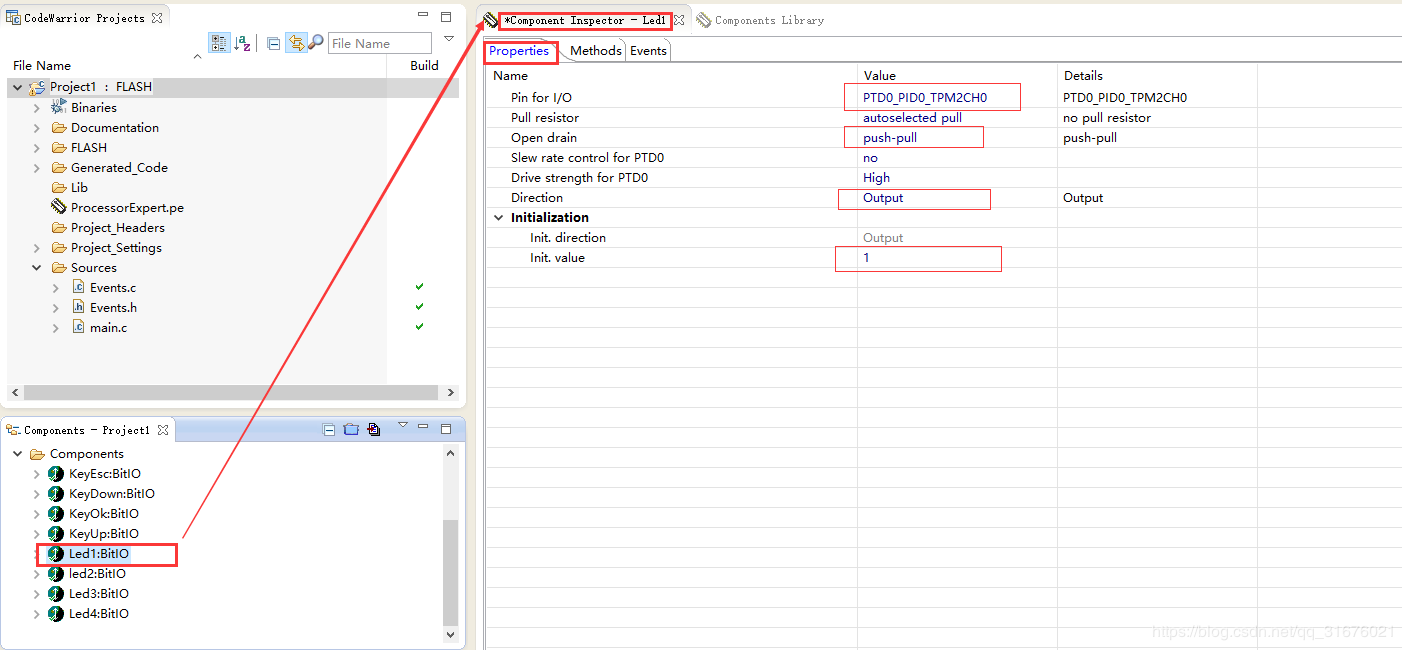 CodeWarrior Projects
File Name
File Name Build
Project1 : FLASH
Binaries
Documentation
FLASH
Generated_Code
Lib
ProcessorExpert.pe
Project_Headers
Project_Settings
Sources
Events.c
Events.h
main.c
Components - Project1
Components
KeyEsc:BitIO
KeyDown:BitIO
KeyOk:BitIO
KeyUp:BitIO
Led1:BitIO
led2:BitIO
Led3:BitIO
Led4:BitIO
*Component Inspector - Led1 Components Library
Properties Methods Events
Name Value Details
Pin for I/O PTD0_PID0_TPM2CH0 PTD0_PID0_TPM2CH0
Pull resistor autoselected pull no pull resistor
Open drain push-pull push-pull
Slew rate control for PTD0 no
Drive strength for PTD0 High
Direction Output Output
Initialization
Init. direction Output
Init. value 1
https://blog.csdn.net/qq_31676021